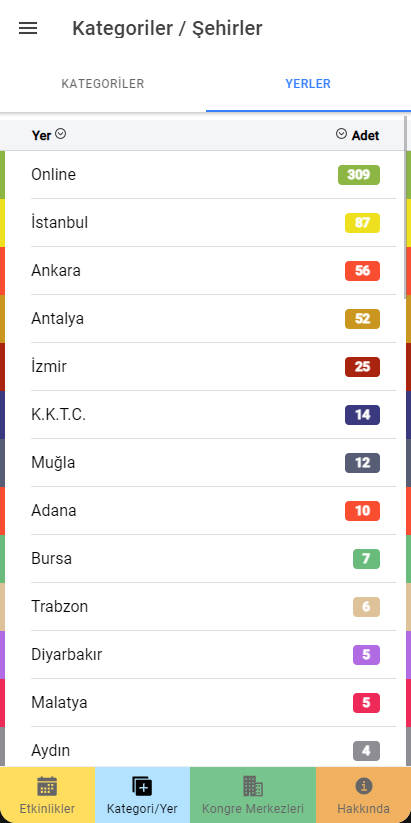 Kategoriler / Şehirler
KATEGORİLER YERLER
Yer Adet
Online 309
İstanbul 87
Ankara 56
Antalya 52
İzmir 25
K.K.T.C. 14
Muğla 12
Adana 10
Bursa 7
Trabzon 6
Diyarbakır 5
Malatya 5
Aydın 4
Etkinlikler Kategori/Yer Kongre Merkezleri Hakkında